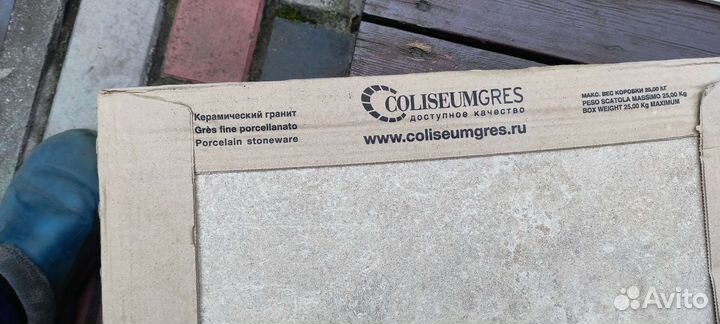 Керамический гранит
Grès fine porcellanato
Porcelain stoneware
COLISEUMGRES
доступное качество
www.coliseumgres.ru
МАКС. ВЕС КОРОБКИ 25,00 КГ
PESO SCATOLA MASSIMO 25,00 Kg
BOX WEIGHT 25,00 Kg MAXIMUM
Avito